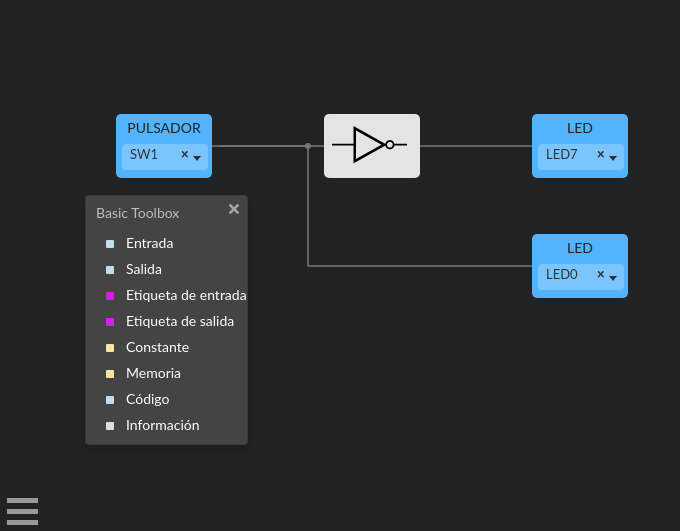 PULSADOR
SW1
LED
LED7
LED
LED0
Basic Toolbox
Entrada
Salida
Etiqueta de entrada
Etiqueta de salida
Constante
Memoria
Código
Información